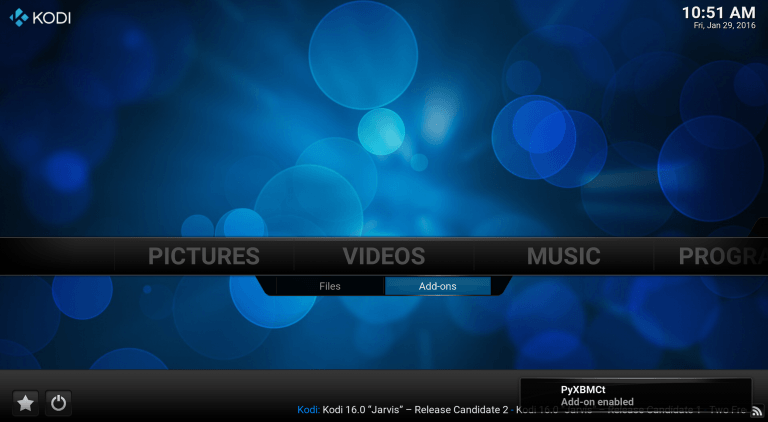 KODI
10:51 AM
Fri, Jan 29, 2016
PICTURES VIDEOS MUSIC PROGRA
Files Add-ons
PyXBMCt
Add-on enabled
Kodi: Kodi 16.0 "Jarvis" – Release Candidate 2 - Kodi 16.0 "Jarvis" – Release Candidate 1 - Two Fre